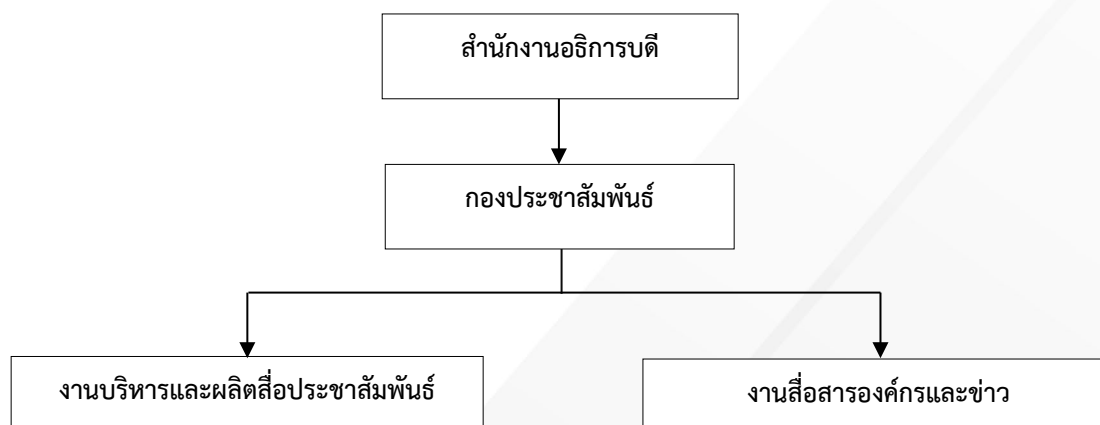 สำนักงานอธิการบดี
กองประชาสัมพันธ์
งานบริหารและผลิตสื่อประชาสัมพันธ์
งานสื่อสารองค์กรและข่าว